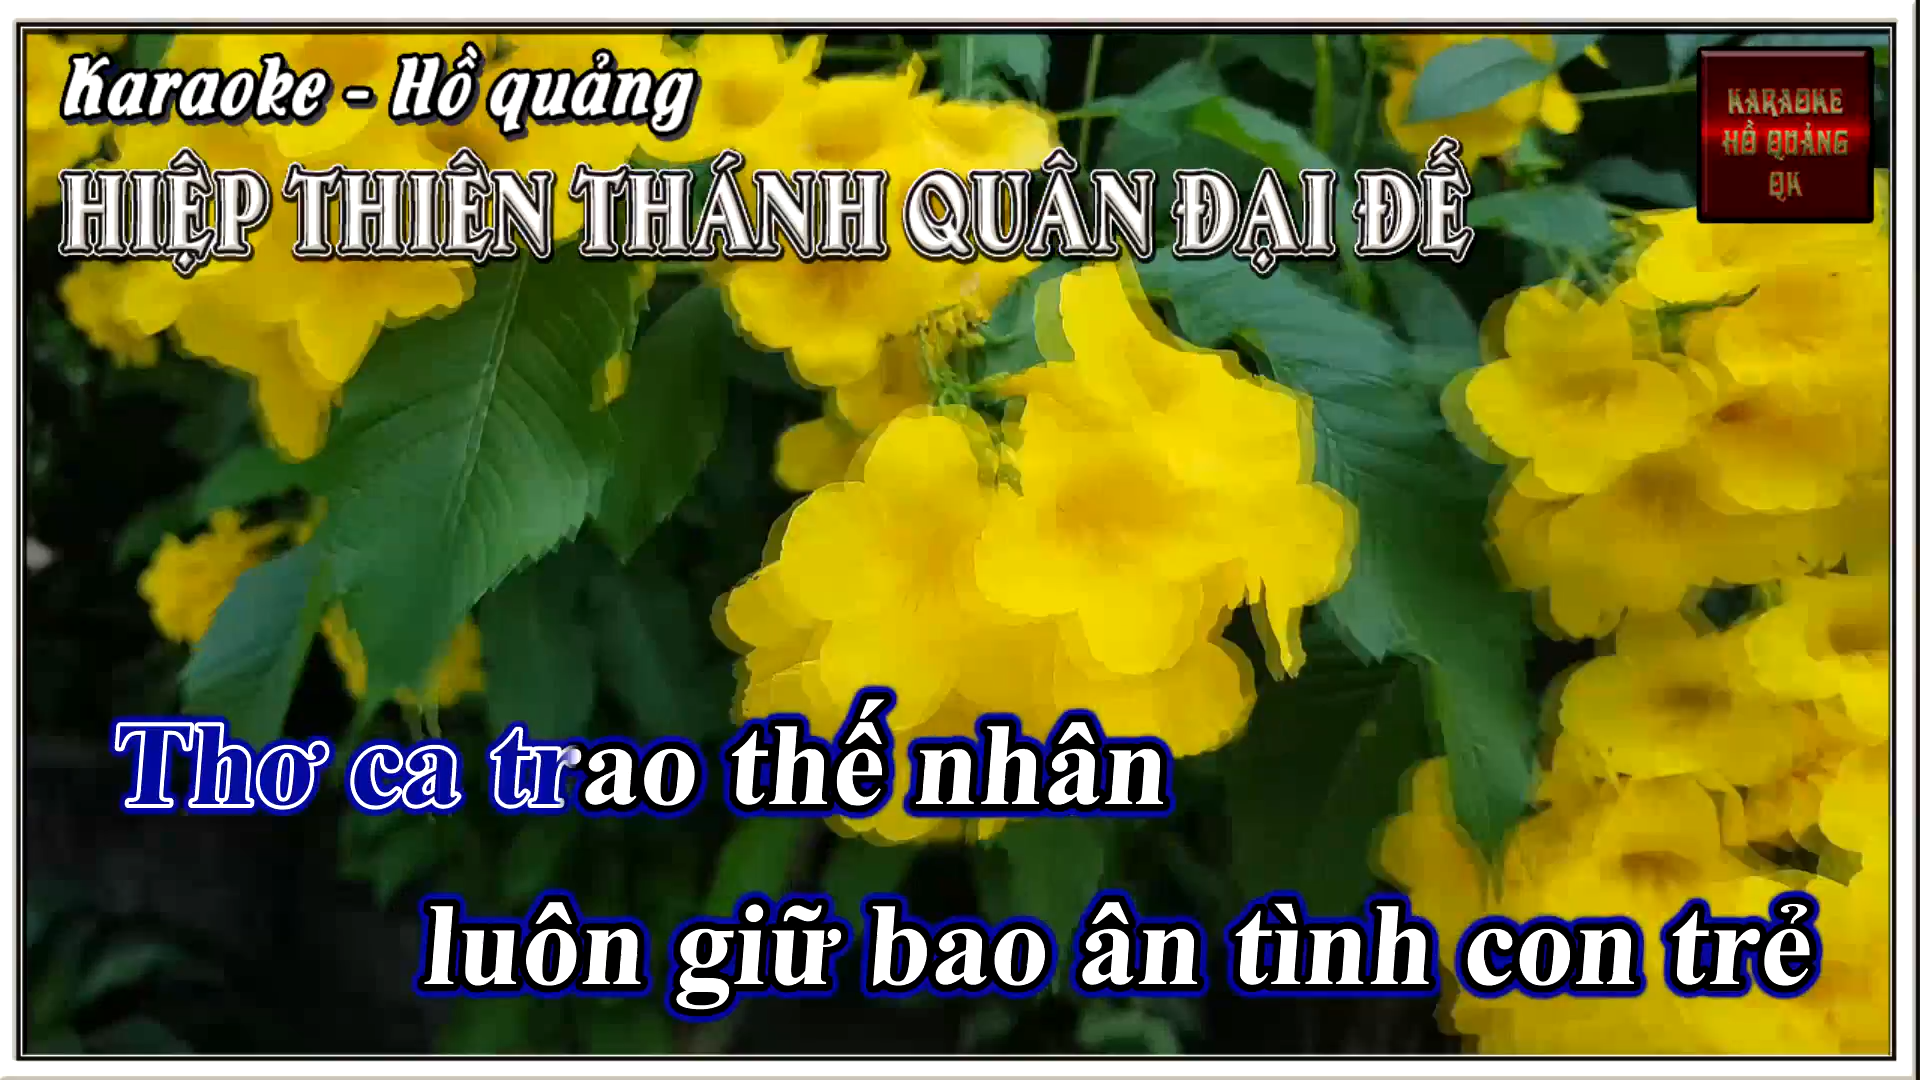 Karaoke - Hồ quảng
HIỆP THIÊN THÁNH QUÂN ĐẠI ĐẾ
KARAOKE
HỒ QUẢNG
QK
Thơ ca trao thế nhân
luôn giữ bao ân tình con trẻ